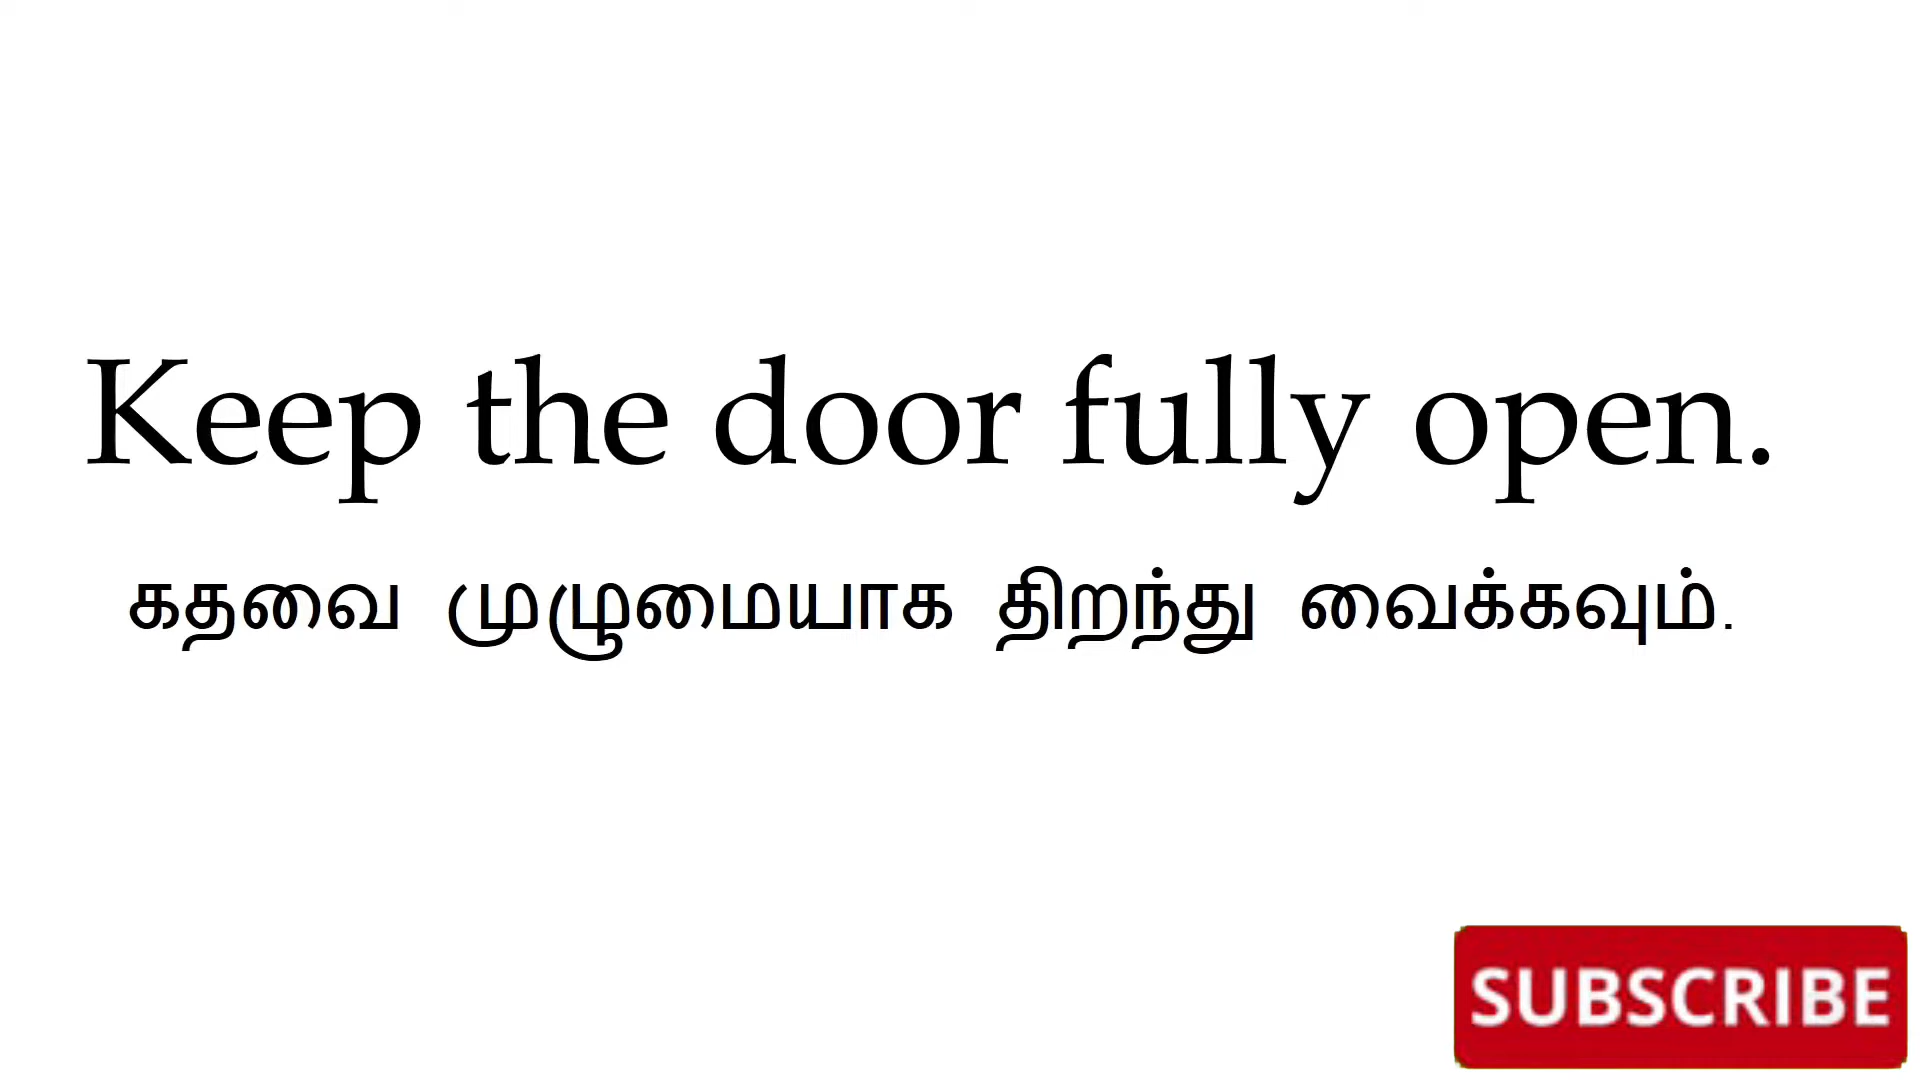 Keep the door fully open.
கதவை முழுமையாக திறந்து வைக்கவும்.
SUBSCRIBE